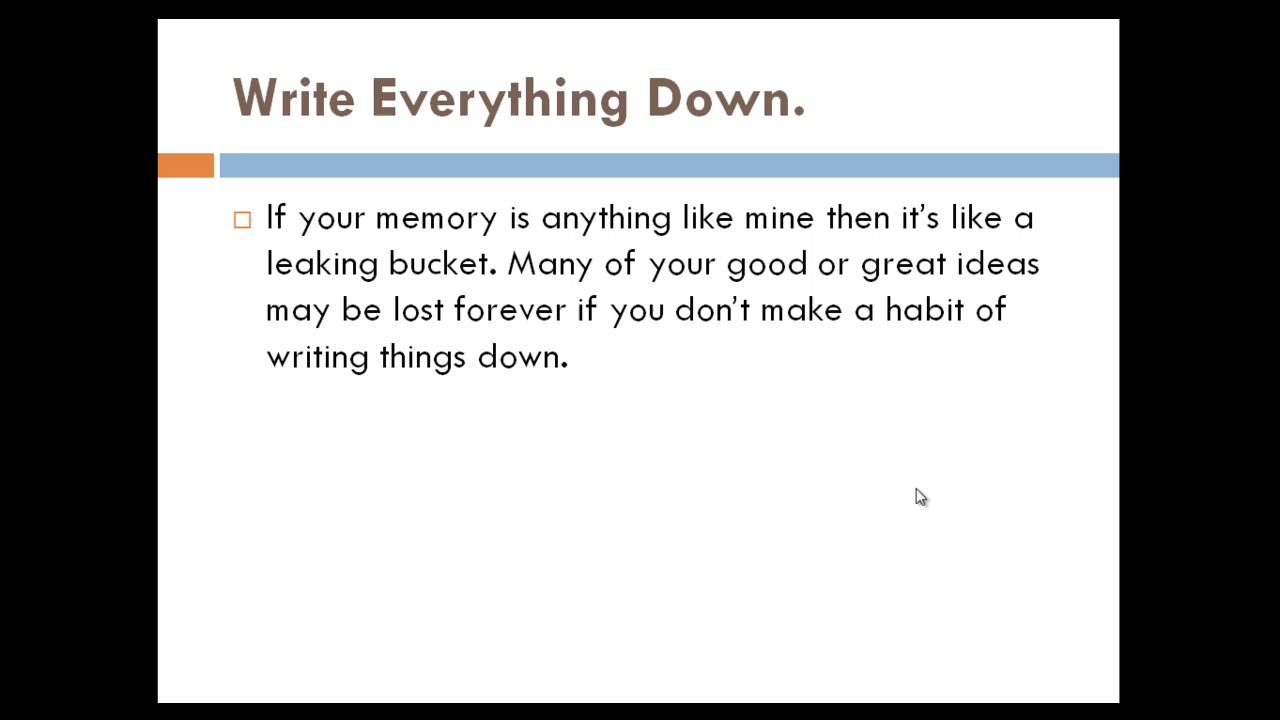 Write Everything Down.
If your memory is anything like mine then it’s like a
leaking bucket. Many of your good or great ideas
may be lost forever if you don’t make a habit of
writing things down.